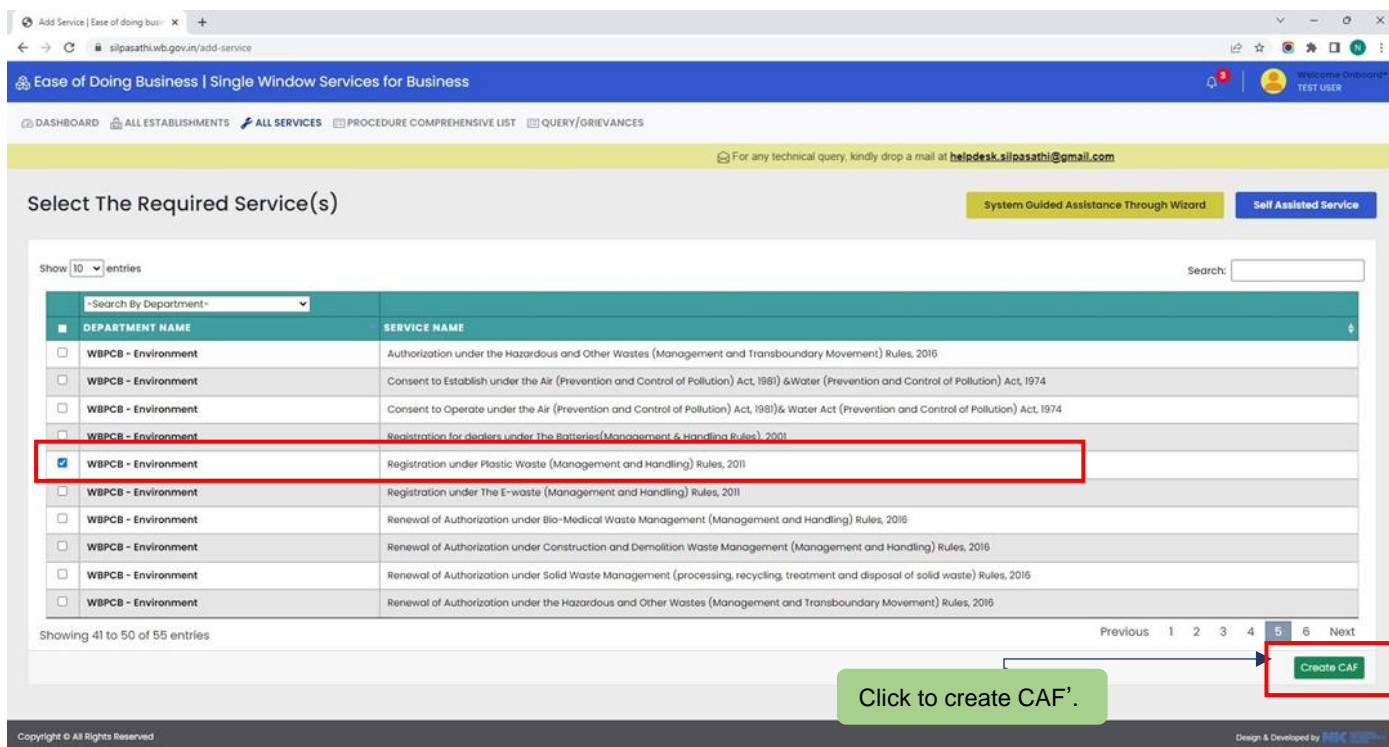 Add Service | Ease of doing busi
silpasathi.wb.gov.in/add-service
N
Ease of Doing Business | Single Window Services for Business
3
Welcome Onboard
TEST USER
DASHBOARD ALL ESTABLISHMENTS ALL SERVICES PROCEDURE COMPREHENSIVE LIST QUERY/GRIEVANCES
For any technical query, kindly drop a mail at helpdesk.silpasathi@gmail.com
Select The Required Service(s)
System Guided Assistance Through Wizard
Self Assisted Service
Show 10 entries
Search:
-Search By Department-
DEPARTMENT NAME SERVICE NAME
WBPCB - Environment Authorization under the Hazardous and Other Wastes (Management and Transboundary Movement) Rules, 2016
WBPCB - Environment Consent to Establish under the Air (Prevention and Control of Pollution) Act, 1981) &Water (Prevention and Control of Pollution) Act, 1974
WBPCB - Environment Consent to Operate under the Air (Prevention and Control of Pollution) Act, 1981)& Water Act (Prevention and Control of Pollution) Act, 1974
WBPCB - Environment Registration for dealers under The Batteries(Management & Handling Rules), 2001
WBPCB - Environment Registration under Plastic Waste (Management and Handling) Rules, 2011
WBPCB - Environment Registration under The E-waste (Management and Handling) Rules, 2011
WBPCB - Environment Renewal of Authorization under Bio-Medical Waste Management (Management and Handling) Rules, 2016
WBPCB - Environment Renewal of Authorization under Construction and Demolition Waste Management (Management and Handling) Rules, 2016
WBPCB - Environment Renewal of Authorization under Solid Waste Management (processing, recycling, treatment and disposal of solid waste) Rules, 2016
WBPCB - Environment Renewal of Authorization under the Hazardous and Other Wastes (Management and Transboundary Movement) Rules, 2016
Showing 41 to 50 of 55 entries
Previous 1 2 3 4 5 6 Next
Create CAF
Click to create CAF’.
Copyright © All Rights Reserved
Design & Developed by NIC